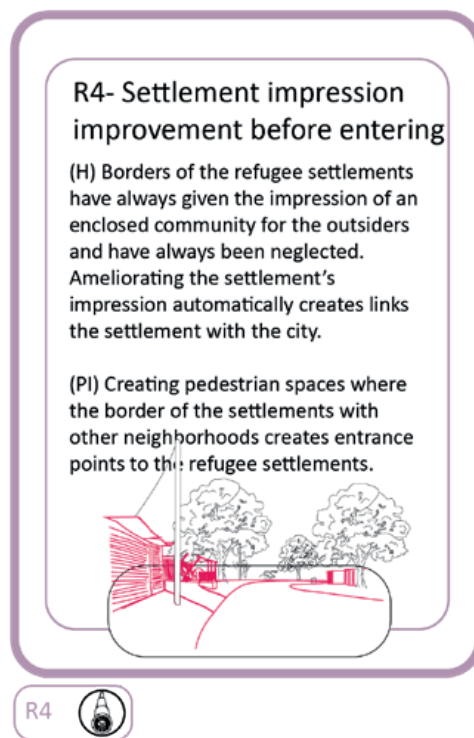 R4- Settlement impression
improvement before entering
(H) Borders of the refugee settlements
have always given the impression of an
enclosed community for the outsiders
and have always been neglected.
Ameliorating the settlement's
impression automatically creates links
the settlement with the city.
(PI) Creating pedestrian spaces where
the border of the settlements with
other neighborhoods creates entrance
points to the refugee settlements.
R4